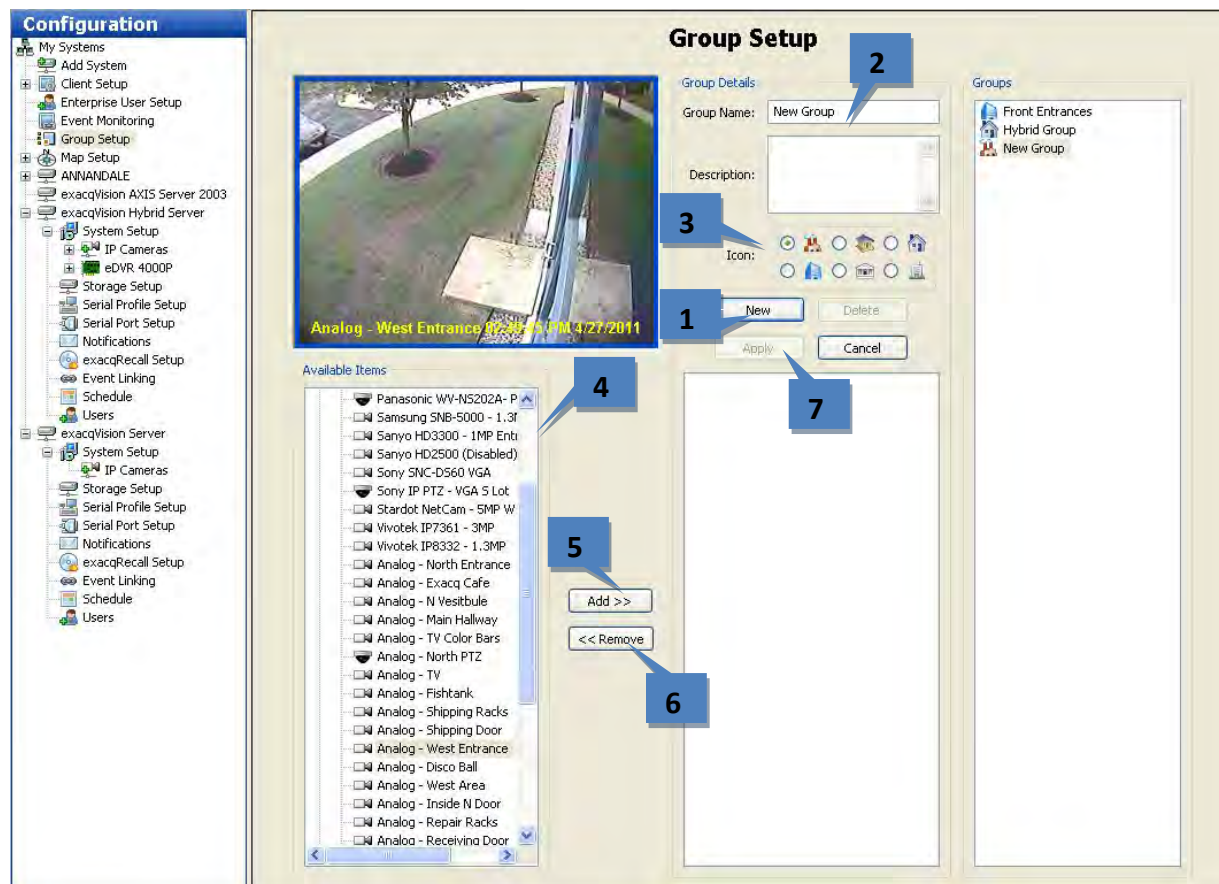 Configuration
My Systems
Add System
Client Setup
Enterprise User Setup
Event Monitoring
Group Setup
Map Setup
ANNANDALE
exacqVision AXIS Server 2003
exacqVision Hybrid Server
System Setup
IP Cameras
eDVR 4000P
Storage Setup
Serial Profile Setup
Serial Port Setup
Notifications
exacqRecall Setup
Event Linking
Schedule
Users
exacqVision Server
System Setup
IP Cameras
Storage Setup
Serial Profile Setup
Serial Port Setup
Notifications
exacqRecall Setup
Event Linking
Schedule
Users
Group Setup
Analog - West Entrance 02:49:45 PM 4/27/2011
Group Details
2
Group Name: New Group
Description:
3
Icon:
1
New
Delete
Apply
Cancel
7
Groups
Front Entrances
Hybrid Group
New Group
Available Items
4
Panasonic WV-NS202A- P
Samsung SNB-5000 - 1.3
Sanyo HD3300 - 1MP Entr
Sanyo HD2500 (Disabled)
Sony SNC-DS60 VGA
Sony IP PTZ - VGA S Lot
Stardot NetCam - 5MP W
Vivotek IP7361 - 3MP
Vivotek IP8332 - 1.3MP
Analog - North Entrance
Analog - Exacq Cafe
Analog - N Vesitbule
Analog - Main Hallway
Analog - TV Color Bars
Analog - North PTZ
Analog - TV
Analog - Fishtank
Analog - Shipping Racks
Analog - Shipping Door
Analog - West Entrance
Analog - Disco Ball
Analog - West Area
Analog - Inside N Door
Analog - Repair Racks
Analog - Receiving Door
5
Add >>
<< Remove
6